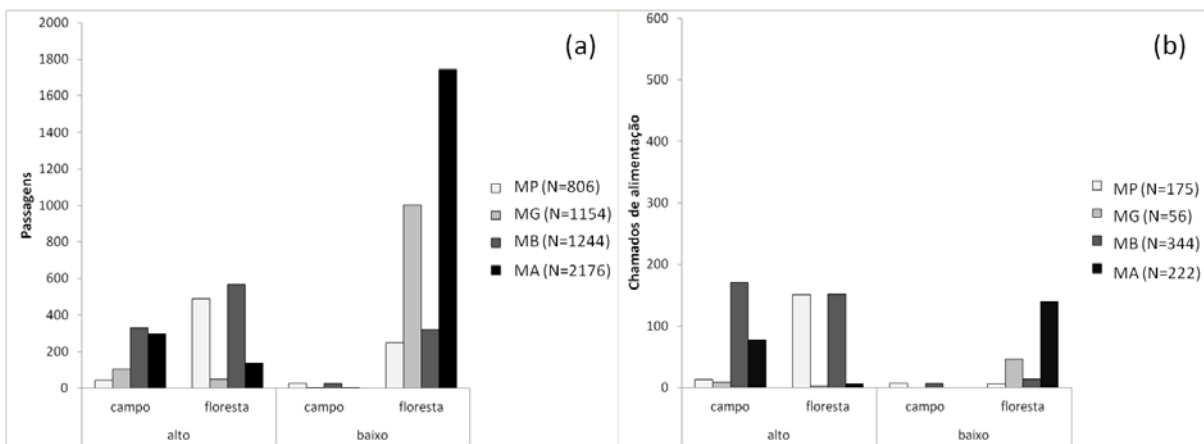 (a)
Passagens
2000
1800
1600
1400
1200
1000
800
600
400
200
0
campo floresta campo floresta
alto baixo
MP (N=806)
MG (N=1154)
MB (N=1244)
MA (N=2176)
(b)
Chamados de alimentação
600
500
400
300
200
100
0
campo floresta campo floresta
alto baixo
MP (N=175)
MG (N=56)
MB (N=344)
MA (N=222)